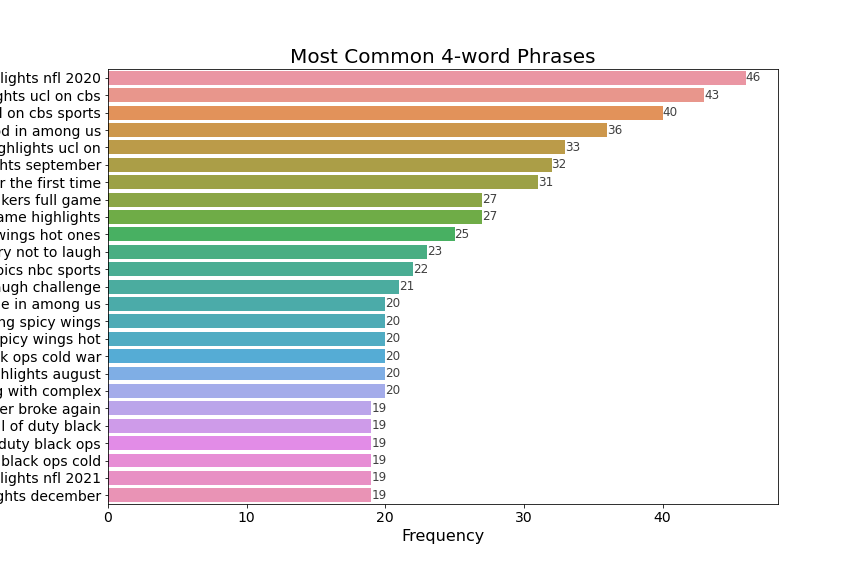 Most Common 4-word Phrases
lights nfl 2020 46
ghts ucl on cbs 43
l on cbs sports 40
od in among us 36
ghlights ucl on 33
hts september 32
r the first time 31
kers full game 27
ame highlights 27
wings hot ones 25
ry not to laugh 23
pics nbc sports 22
ugh challenge 21
e in among us 20
ng spicy wings 20
spicy wings hot 20
k ops cold war 20
hlights august 20
g with complex 20
er broke again 19
l of duty black 19
duty black ops 19
black ops cold 19
lights nfl 2021 19
ghts december 19
0 10 20 30 40
Frequency